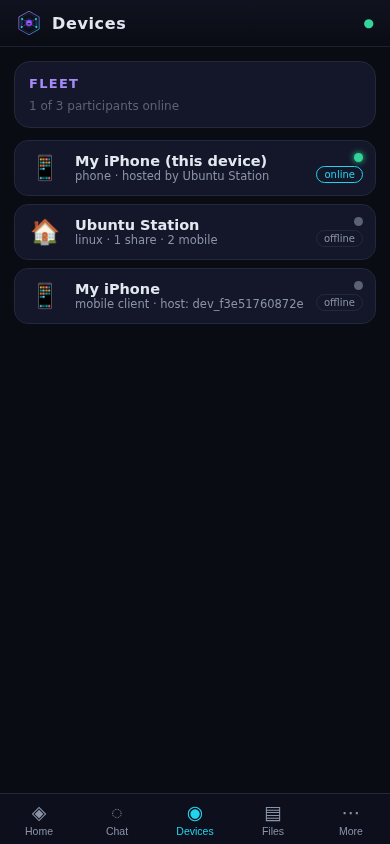 Devices
FLEET
1 of 3 participants online
My iPhone (this device)
phone · hosted by Ubuntu Station
online
Ubuntu Station
linux · 1 share · 2 mobile
offline
My iPhone
mobile client · host: dev_f3e51760872e
offline
Home
Chat
Devices
Files
More